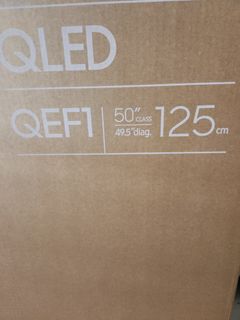 QLED
QEF1
50" CLASS
49.5"diag.
125cm